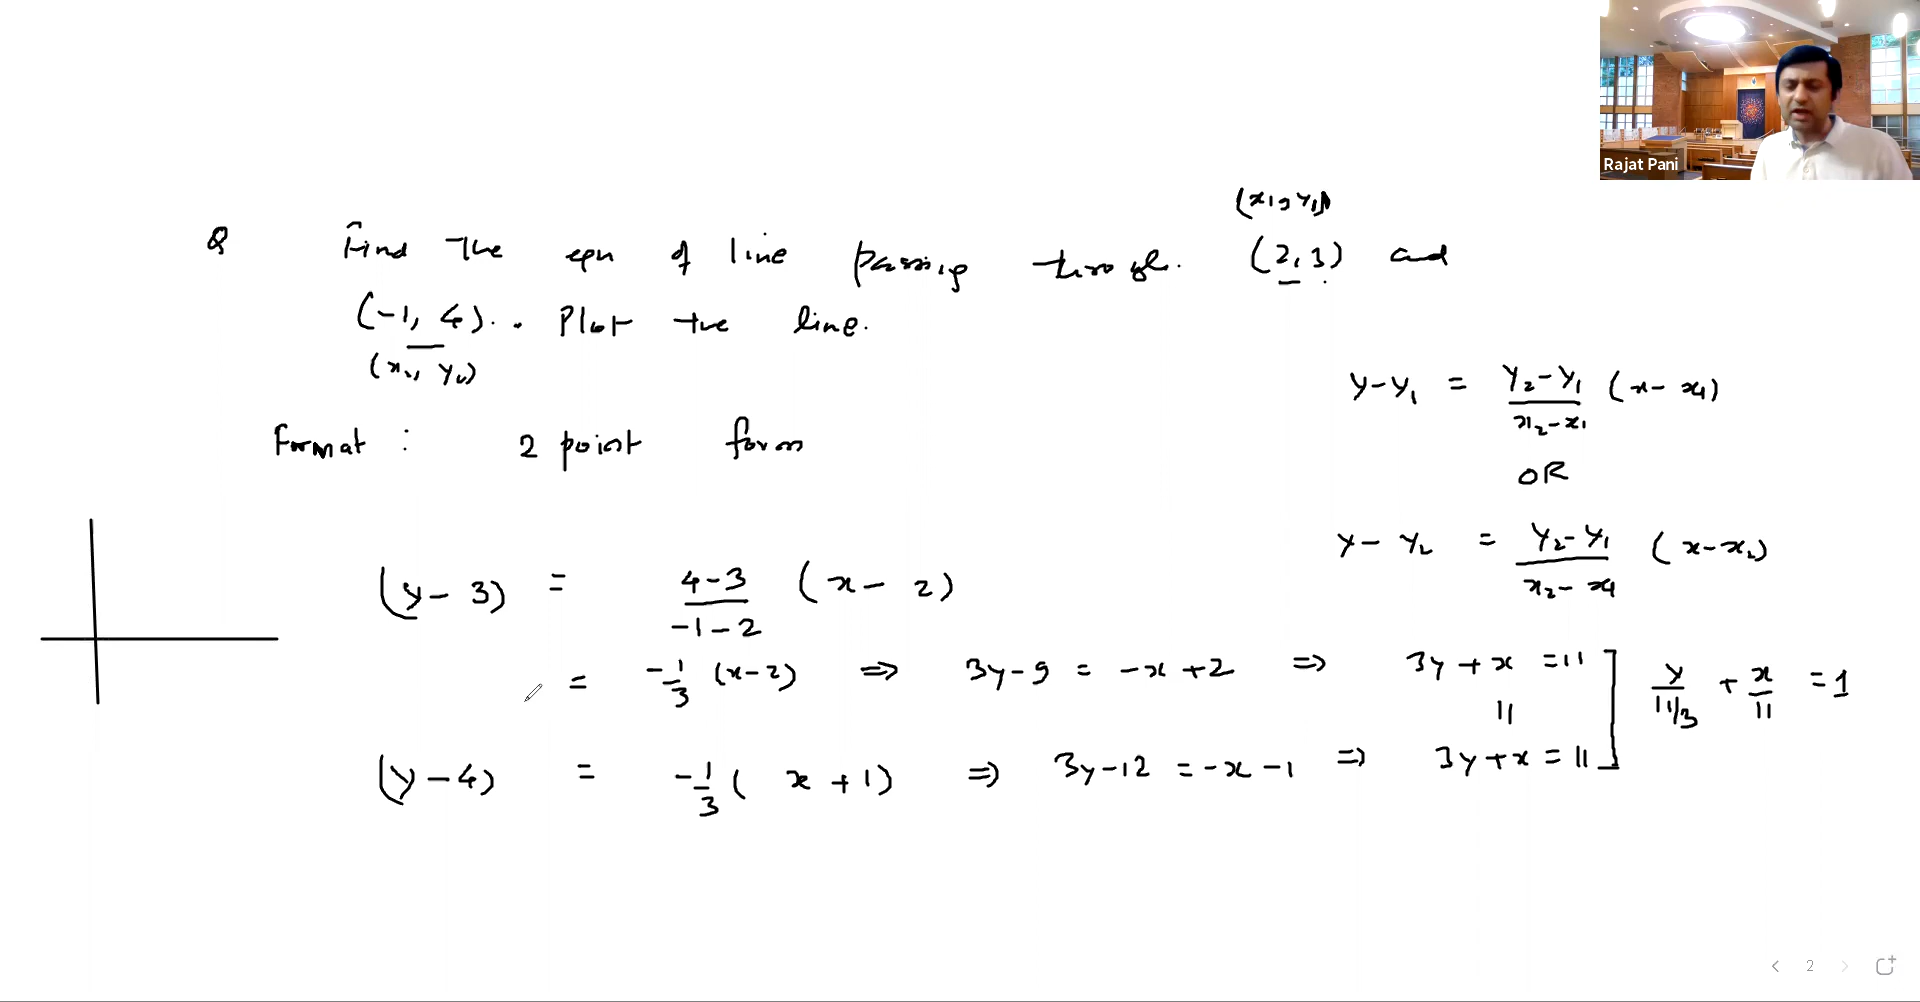 Rajat Pani
(x₁, y₁)
Q Find the eqn of line passing through. (2, 3) and
(-1, 4). . Plot the line.
(x₂, y₂)
y-y₁ = y₂-y₁/x₂-x₁ (x-x₁)
Format : 2 point form
OR
y-y₂ = y₂-y₁/x₂-x₁ (x-x₂)
(y-3) = 4-3/-1-2 (x-2)
= -1/3 (x-2) ⇒ 3y-9 = -x+2 ⇒ 3y+x=11
y/11/3 + x/11 = 1
11
(y-4) = -1/3 (x+1) ⇒ 3y-12 = -x-1 ⇒ 3y+x=11
2